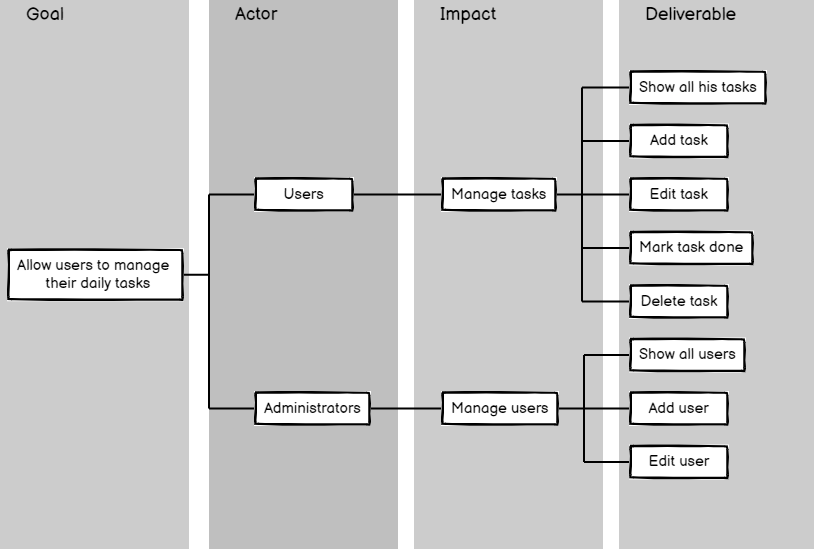 Goal
Actor
Impact
Deliverable
Show all his tasks
Add task
Users
Manage tasks
Edit task
Mark task done
Allow users to manage
their daily tasks
Delete task
Show all users
Administrators
Manage users
Add user
Edit user